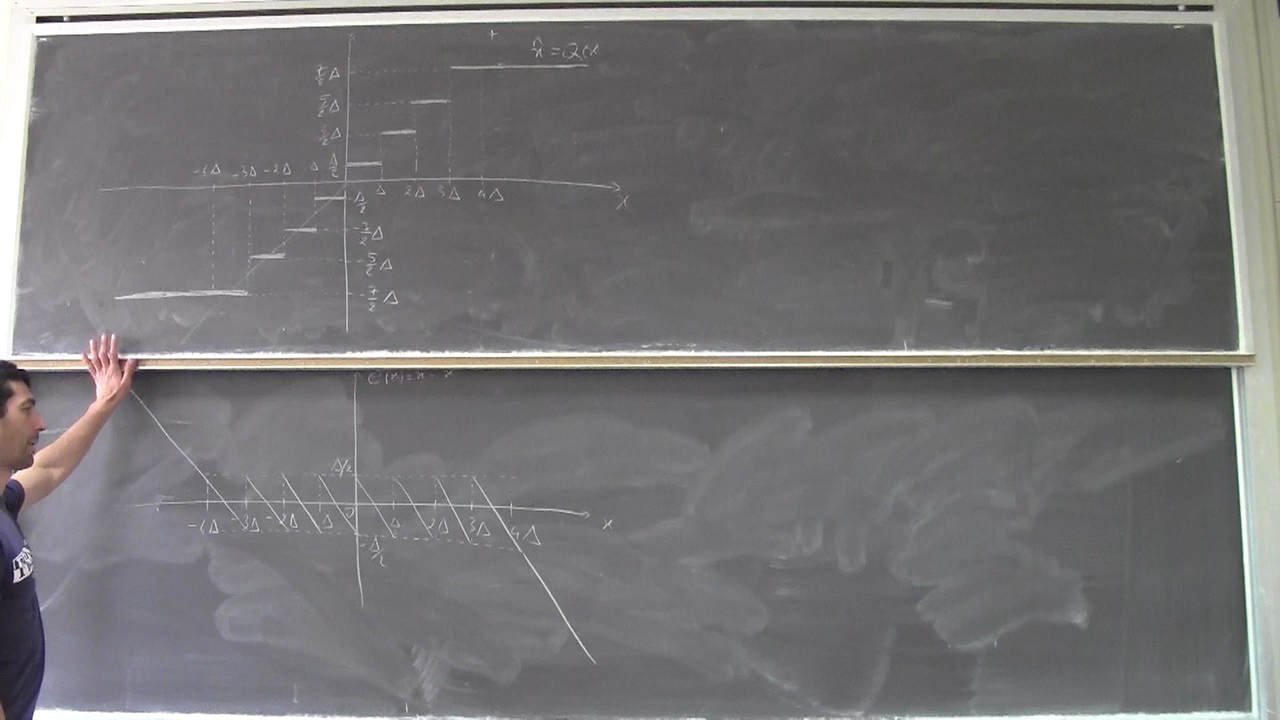 x̂ = Q(x
7/2 Δ
5/2 Δ
3/2 Δ
Δ/2
-4Δ -3Δ -2Δ Δ
Δ 2Δ 3Δ 4Δ
x
-Δ/2
-3/2 Δ
-5/2 Δ
-7/2 Δ
e(x) = x̂ - x
Δ/2
0
-4Δ -3Δ -2Δ Δ Δ 2Δ 3Δ 4Δ
x
-Δ/2